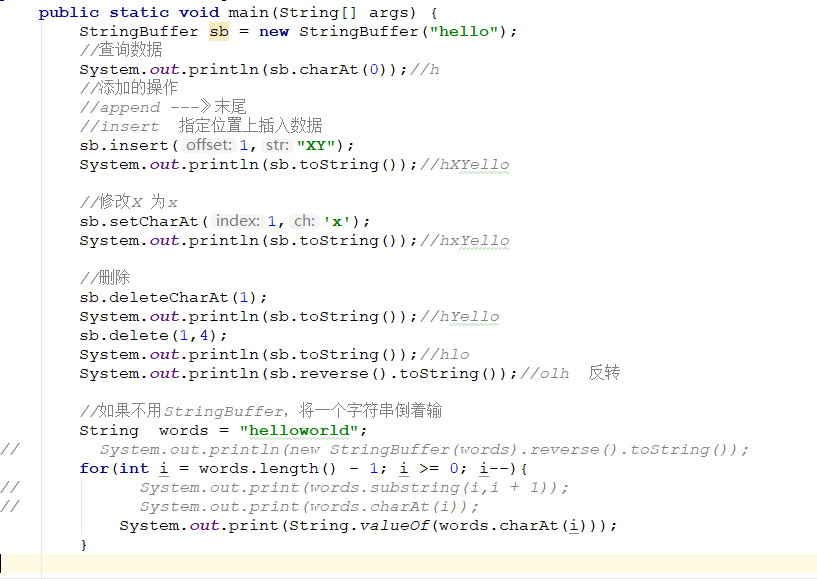 public static void main(String[] args) {
StringBuffer sb = new StringBuffer("hello");
//查询数据
System.out.println(sb.charAt(0));//h
//添加的操作
//append ---》末尾
//insert 指定位置上插入数据
sb.insert( offset: 1, str: "XY");
System.out.println(sb.toString());//hXYello
//修改X 为x
sb.setCharAt( index: 1, ch: 'x');
System.out.println(sb.toString());//hxYello
//删除
sb.deleteCharAt(1);
System.out.println(sb.toString());//hYello
sb.delete(1,4);
System.out.println(sb.toString());//hlo
System.out.println(sb.reverse().toString());//olh 反转
//如果不用StringBuffer，将一个字符串倒着输
String words = "helloworld";
// System.out.println(new StringBuffer(words).reverse().toString());
for(int i = words.length() - 1; i >= 0; i--){
// System.out.print(words.substring(i,i + 1));
// System.out.print(words.charAt(i));
System.out.print(String.valueOf(words.charAt(i)));
}